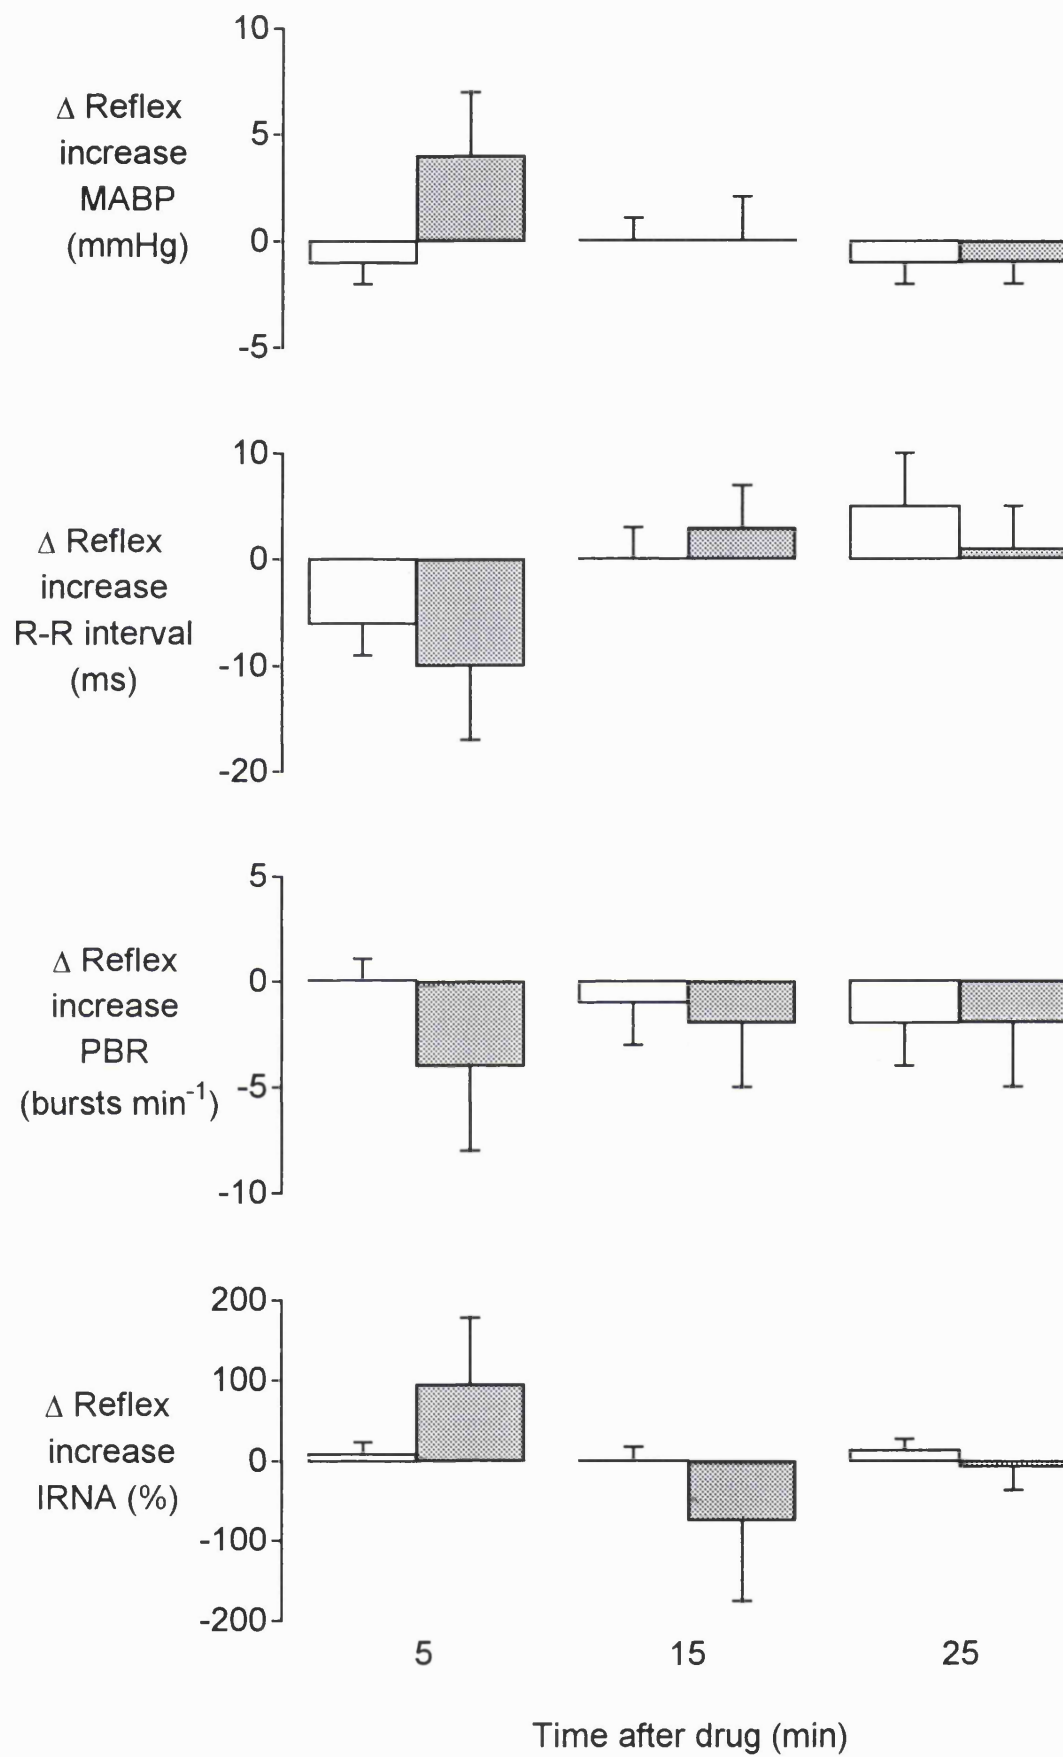 10
5
0
-5
Δ Reflex
increase
MABP
(mmHg)
10
0
-10
-20
Δ Reflex
increase
R-R interval
(ms)
5
0
-5
-10
Δ Reflex
increase
PBR
(bursts min⁻¹)
200
100
0
-100
-200
Δ Reflex
increase
IRNA (%)
5 15 25
Time after drug (min)